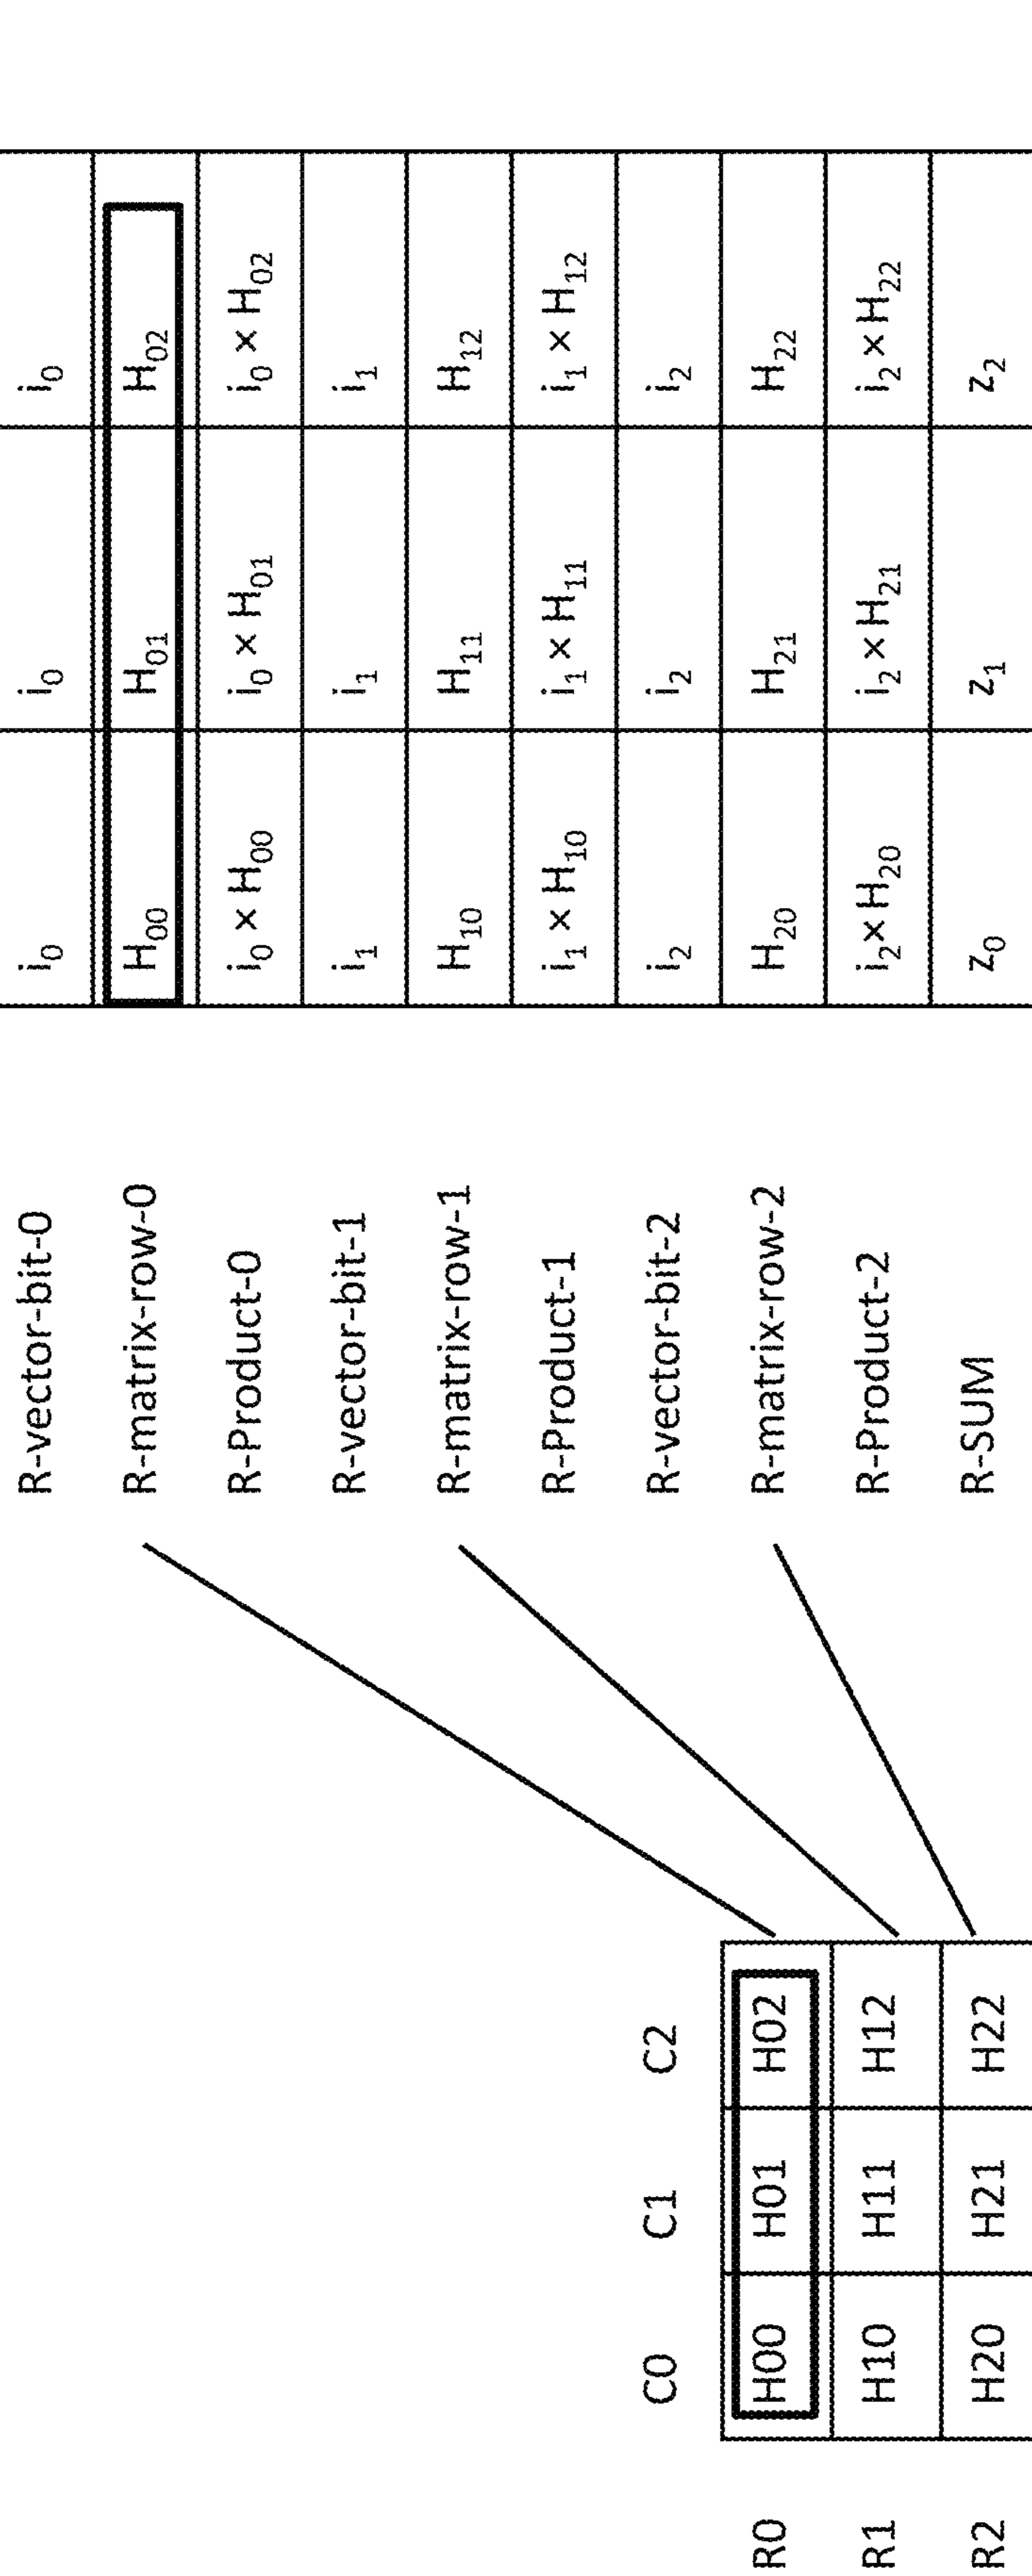 R-vector-bit-0 i₀ i₀ i₀
R-matrix-row-0 H₀₀ H₀₁ H₀₂
R-Product-0 i₀ × H₀₀ i₀ × H₀₁ i₀ × H₀₂
R-vector-bit-1 i₁ i₁ i₁
R-matrix-row-1 H₁₀ H₁₁ H₁₂
R-Product-1 i₁ × H₁₀ i₁ × H₁₁ i₁ × H₁₂
R-vector-bit-2 i₂ i₂ i₂
R-matrix-row-2 H₂₀ H₂₁ H₂₂
R-Product-2 i₂ × H₂₀ i₂ × H₂₁ i₂ × H₂₂
R-SUM z₀ z₁ z₂
C0 C1 C2
R0 H00 H01 H02
R1 H10 H11 H12
R2 H20 H21 H22